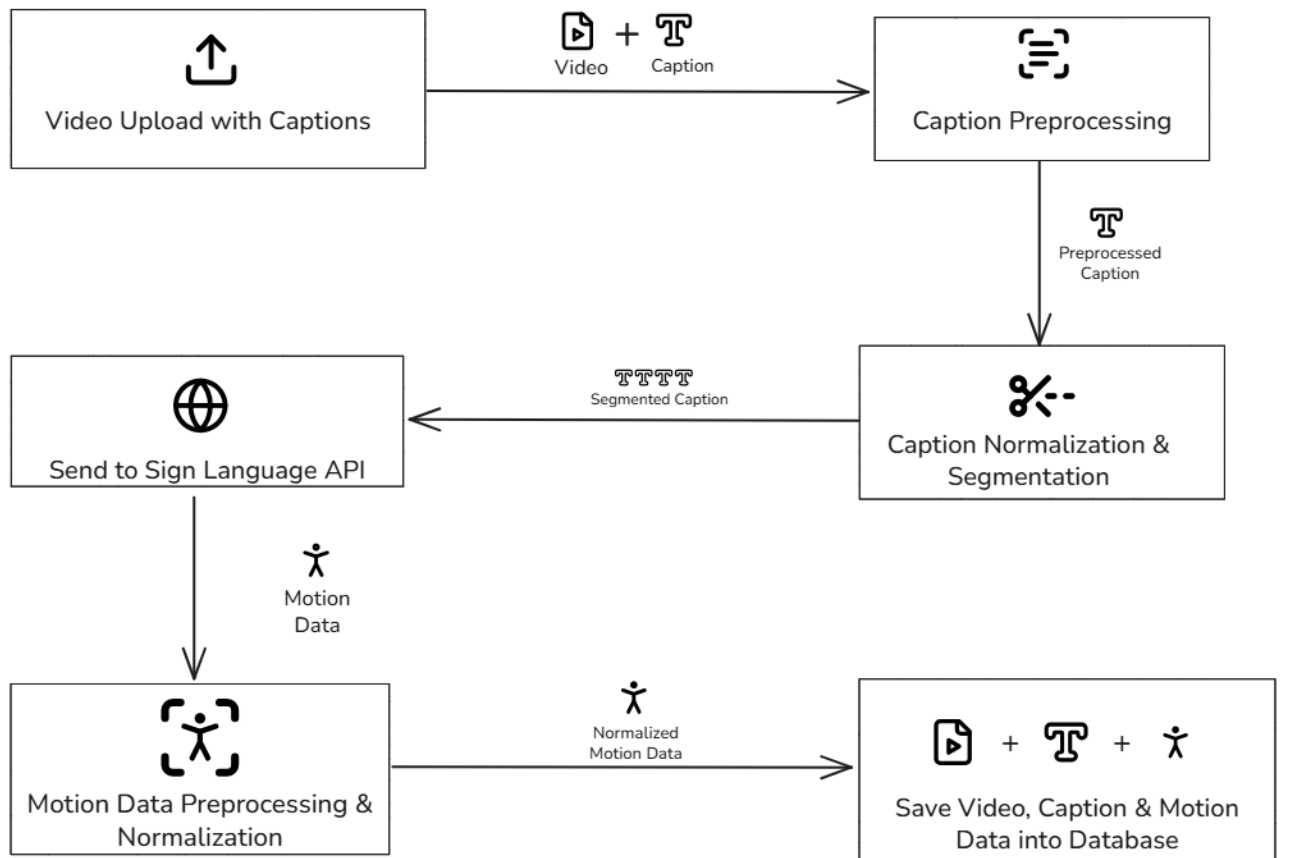 Video
Caption
Video Upload with Captions
Caption Preprocessing
Preprocessed
Caption
Segmented Caption
Send to Sign Language API
Caption Normalization &
Segmentation
Motion
Data
Normalized
Motion Data
Motion Data Preprocessing &
Normalization
Save Video, Caption & Motion
Data into Database